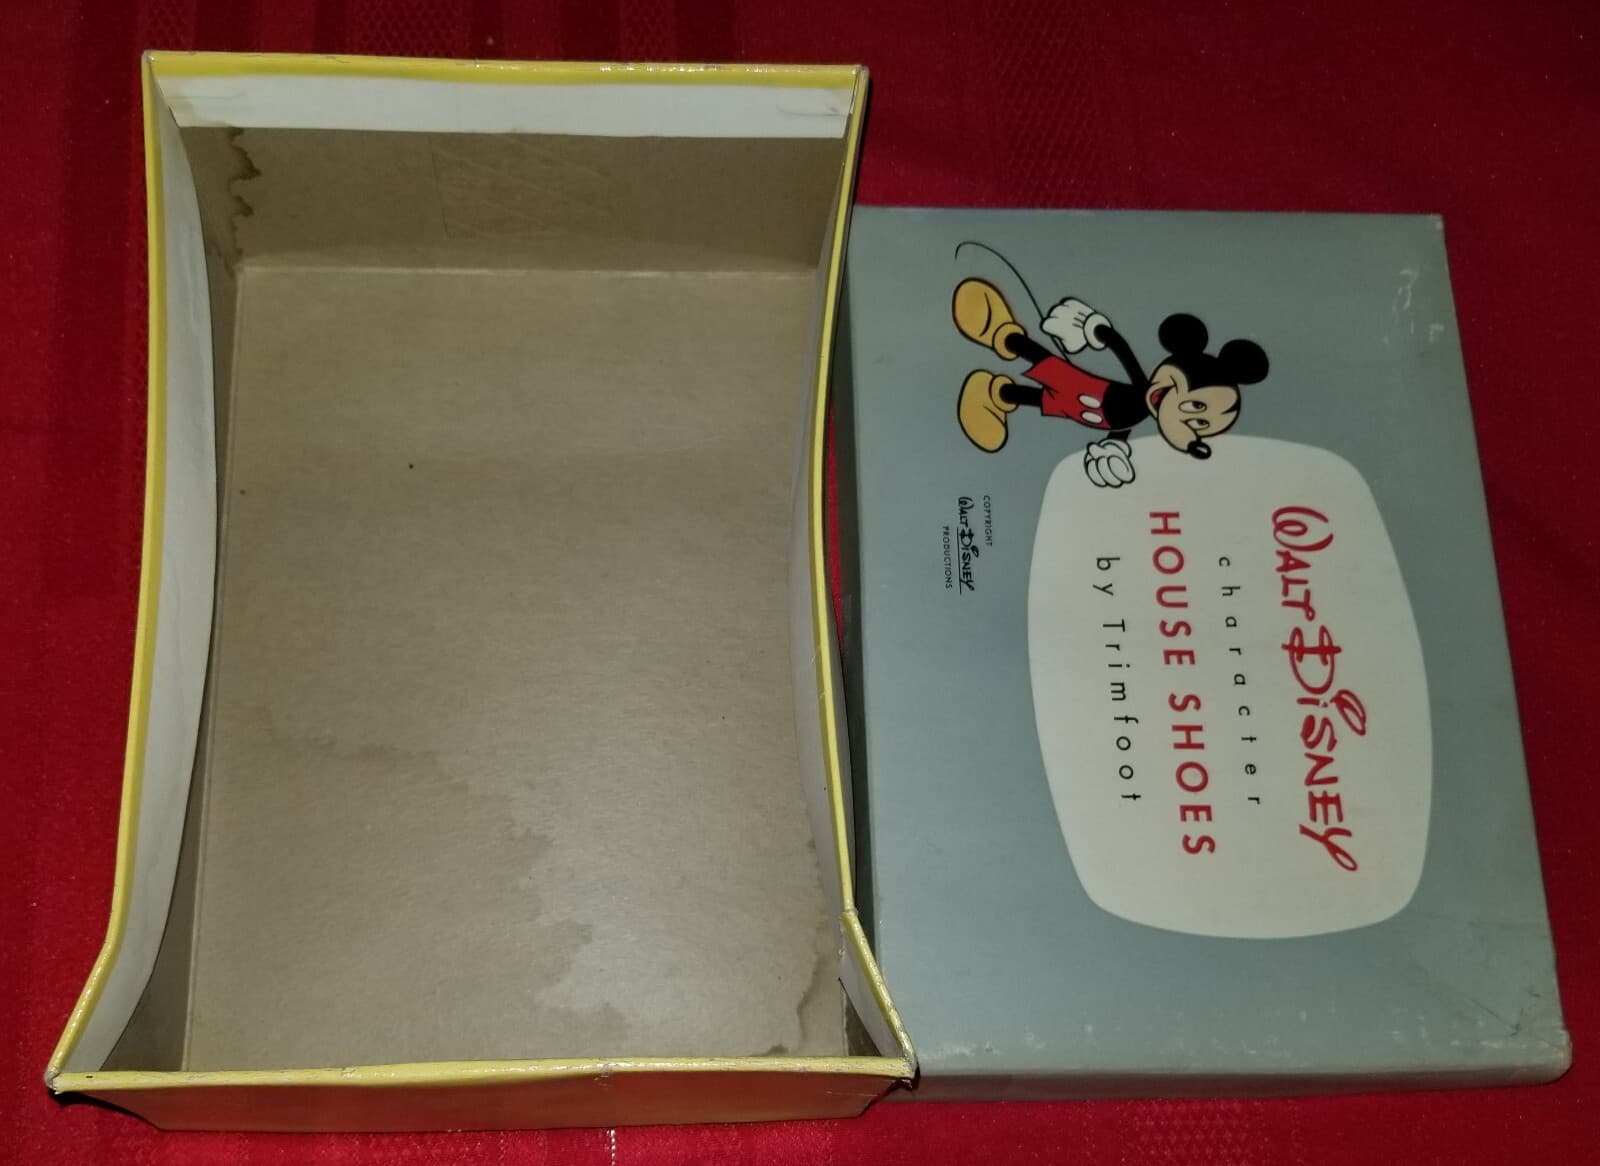 WALT DISNEY
character
HOUSE SHOES
by Trimfoot
COPYRIGHT
WALT DISNEY
PRODUCTIONS